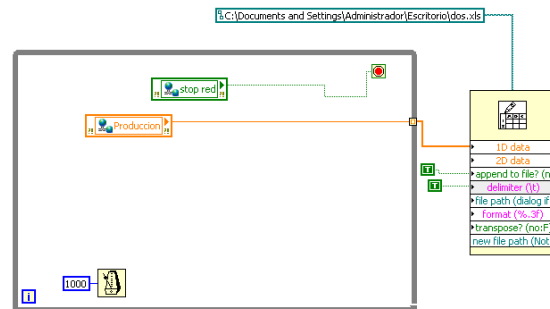 C:\Documents and Settings\Administrador\Escritorio\dos.xls
stop red
Produccion
1D data
2D data
T
append to file? (n
T
delimiter (\t)
file path (dialog if
format (%.3f)
transpose? (no:F)
new file path (Not
1000
i